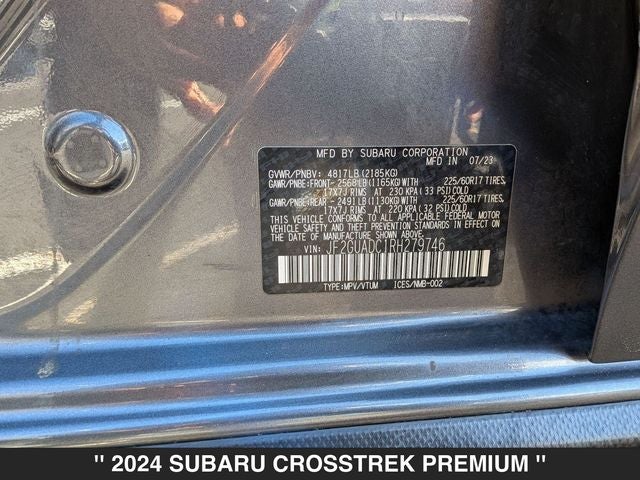 MFD BY SUBARU CORPORATION
MFD IN 07/23
GVWR/PNBV: 4817LB(2185KG)
GAWR/PNBE:FRONT- 2568LB(1165KG)WITH 225/60R17 TIRES,
17X7J RIMS AT 230 KPA(33 PSI)COLD
GAWR/PNBE:REAR - 2491LB(1130KG)WITH 225/60R17 TIRES,
17X7J RIMS AT 220 KPA(32 PSI)COLD
THIS VEHICLE CONFORMS TO ALL APPLICABLE FEDERAL MOTOR
VEHICLE SAFETY AND THEFT PREVENTION STANDARDS IN EFFECT ON
THE DATE OF MANUFACTURE SHOWN ABOVE.
VIN: JF2GUADC1RH279746
TYPE:MPV/VTUM ICES/NMB-002
" 2024 SUBARU CROSSTREK PREMIUM "